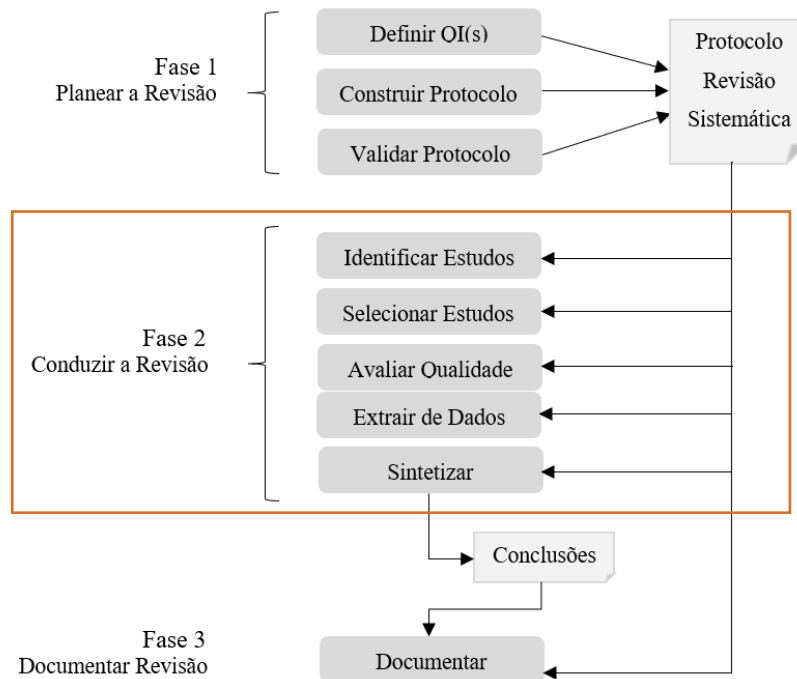 Definir QI(s)
Fase 1
Planear a Revisão
Construir Protocolo
Validar Protocolo
Protocolo
Revisão
Sistemática
Identificar Estudos
Selecionar Estudos
Fase 2
Conduzir a Revisão
Avaliar Qualidade
Extrair de Dados
Sintetizar
Conclusões
Fase 3
Documentar Revisão
Documentar